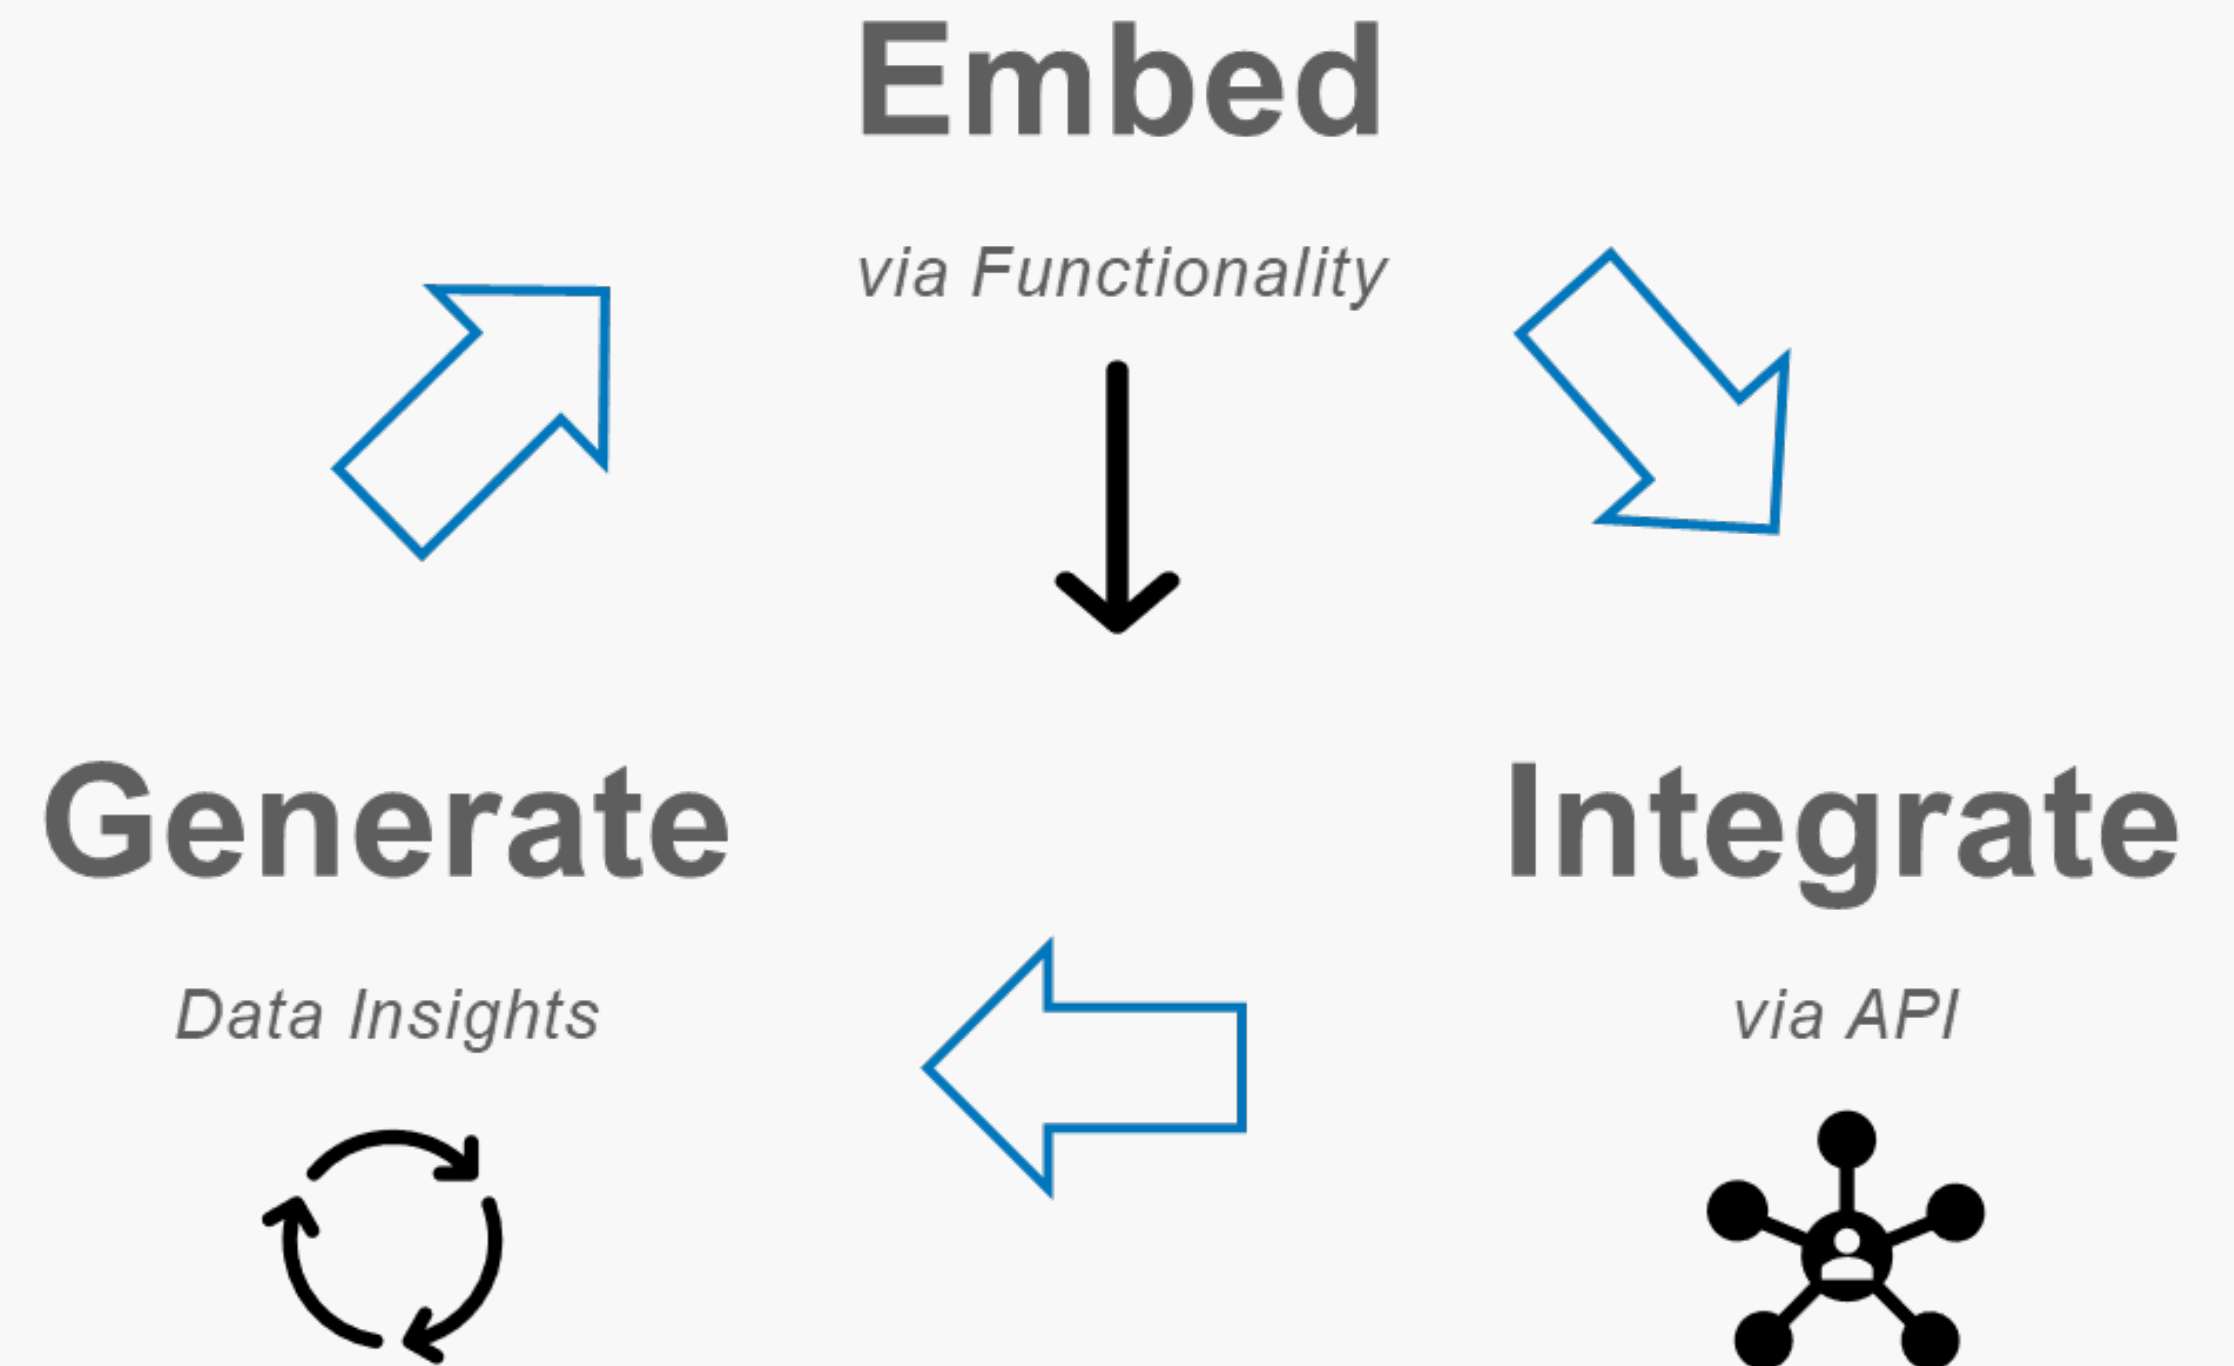 Embed
via Functionality
Generate
Data Insights
Integrate
via API